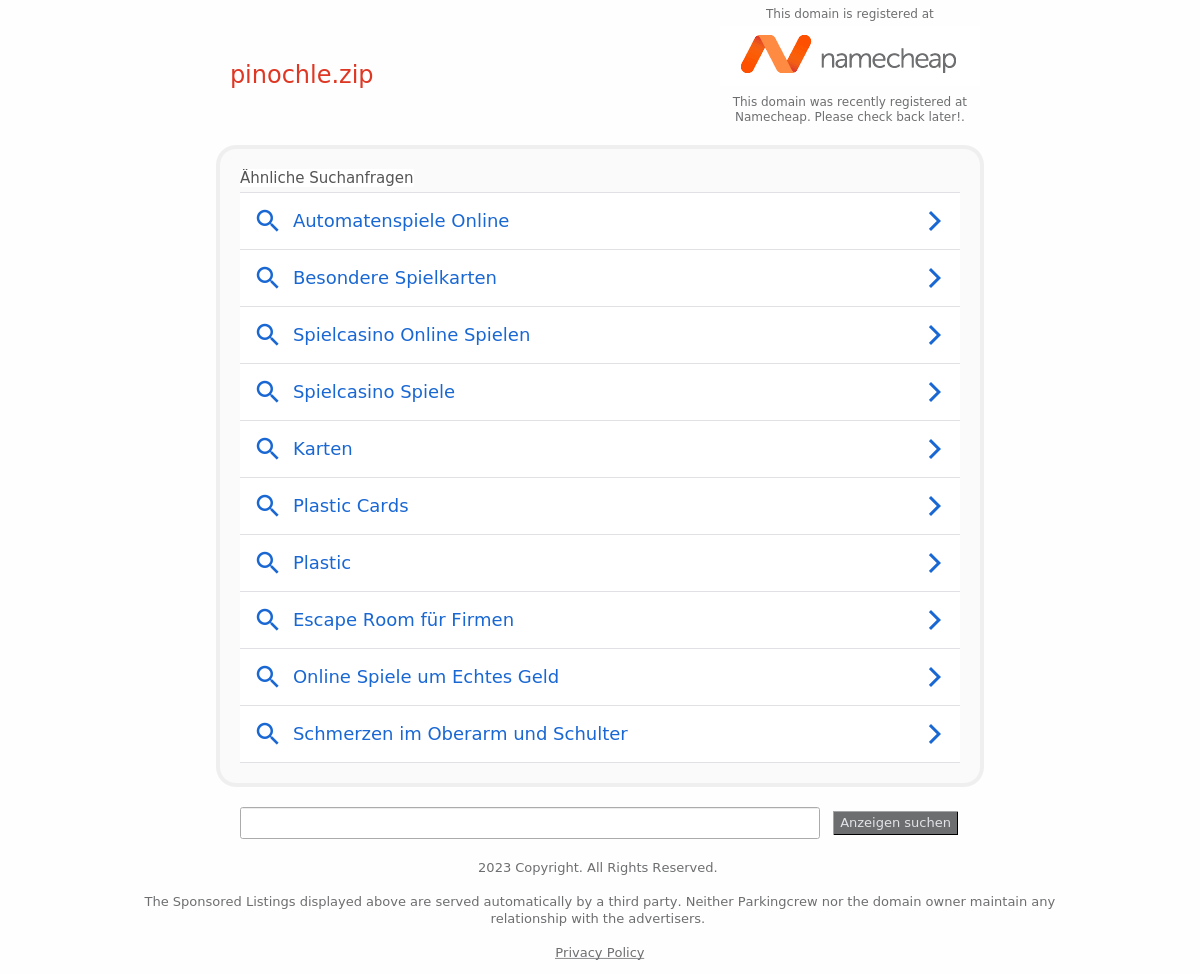 This domain is registered at
namecheap
pinochle.zip
This domain was recently registered at
Namecheap. Please check back later!.
Ähnliche Suchanfragen
Automatenspiele Online
Besondere Spielkarten
Spielcasino Online Spielen
Spielcasino Spiele
Karten
Plastic Cards
Plastic
Escape Room für Firmen
Online Spiele um Echtes Geld
Schmerzen im Oberarm und Schulter
Anzeigen suchen
2023 Copyright. All Rights Reserved.
The Sponsored Listings displayed above are served automatically by a third party. Neither Parkingcrew nor the domain owner maintain any
relationship with the advertisers.
Privacy Policy